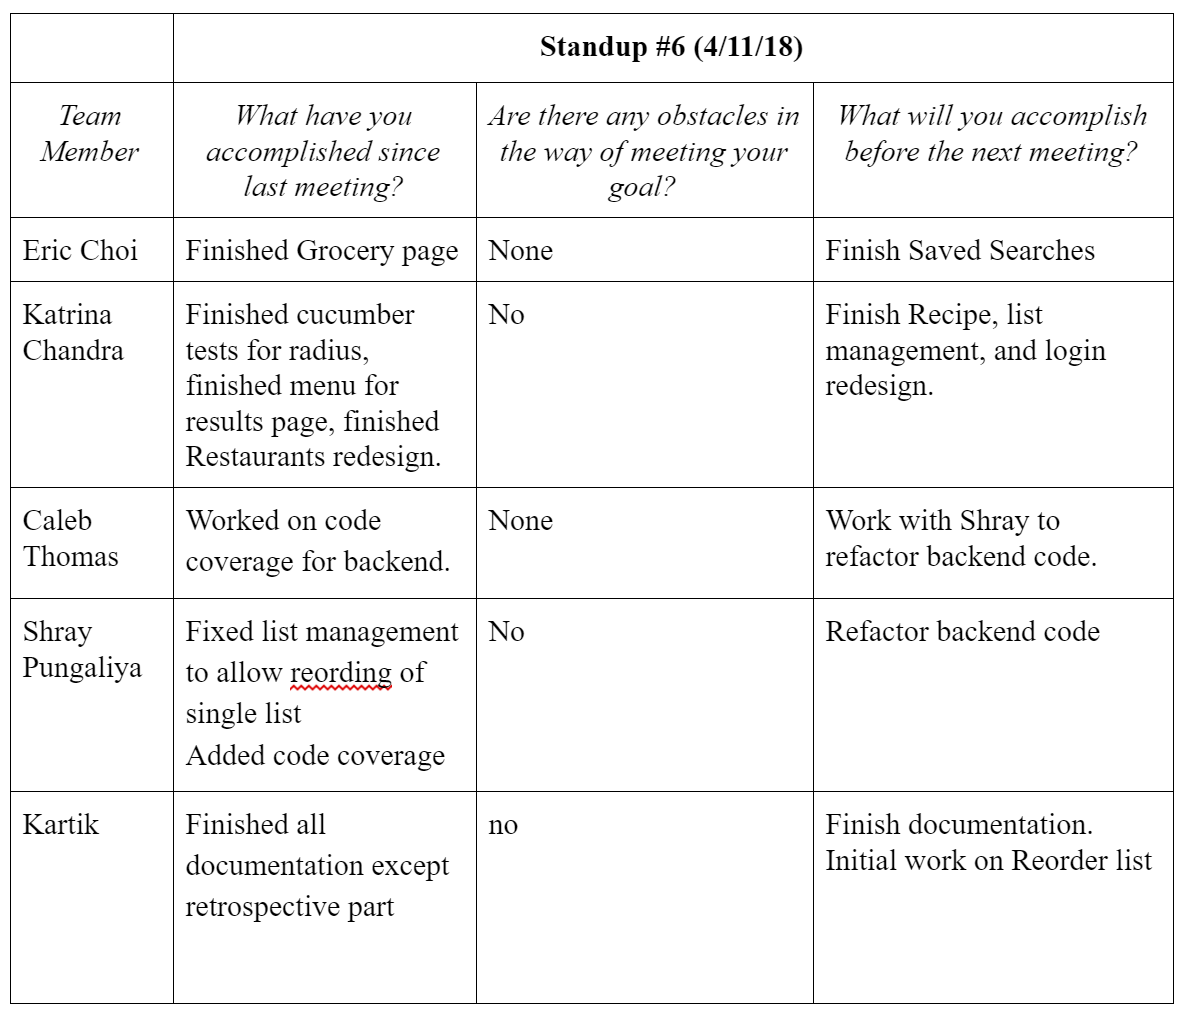 Standup #6 (4/11/18)
Team
Member
What have you
accomplished since
last meeting?
Are there any obstacles in
the way of meeting your
goal?
What will you accomplish
before the next meeting?
Eric Choi
Finished Grocery page
None
Finish Saved Searches
Katrina
Chandra
Finished cucumber
tests for radius,
finished menu for
results page, finished
Restaurants redesign.
No
Finish Recipe, list
management, and login
redesign.
Caleb
Thomas
Worked on code
coverage for backend.
None
Work with Shray to
refactor backend code.
Shray
Pungaliya
Fixed list management
to allow reording of
single list
Added code coverage
No
Refactor backend code
Kartik
Finished all
documentation except
retrospective part
no
Finish documentation.
Initial work on Reorder list